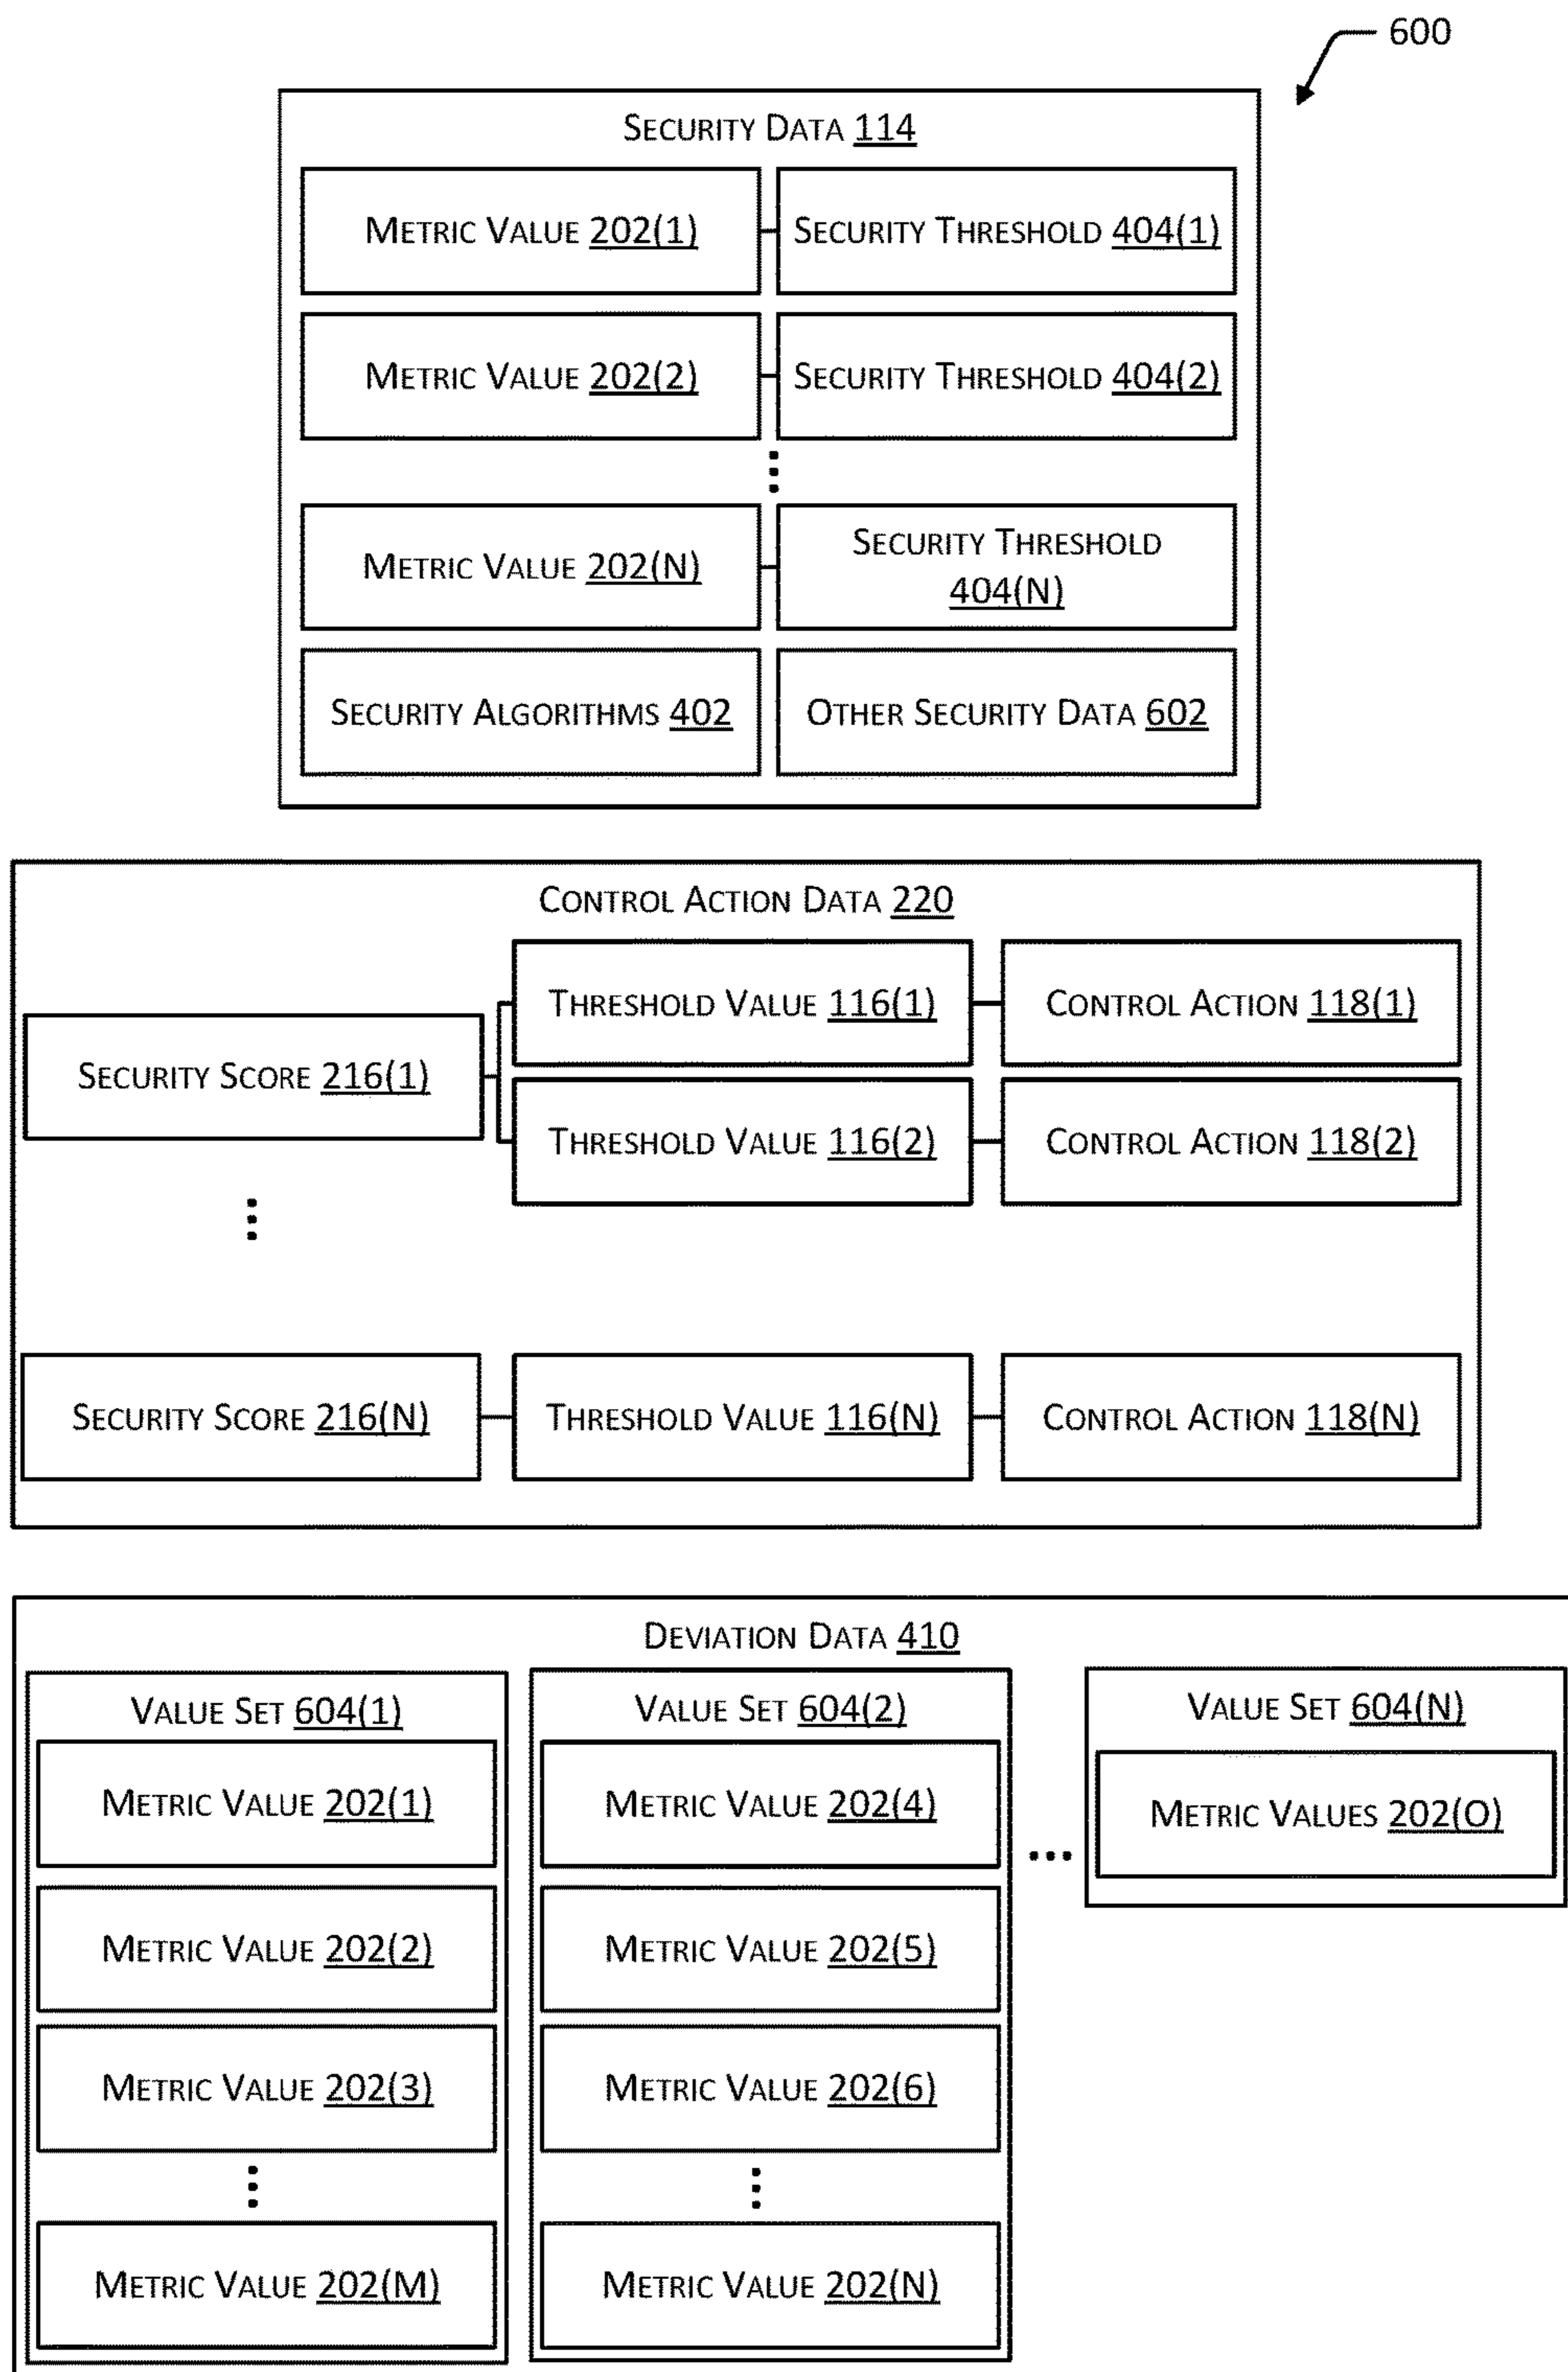 600
SECURITY DATA 114
METRIC VALUE 202(1)
SECURITY THRESHOLD 404(1)
METRIC VALUE 202(2)
SECURITY THRESHOLD 404(2)
METRIC VALUE 202(N)
SECURITY THRESHOLD
404(N)
SECURITY ALGORITHMS 402
OTHER SECURITY DATA 602
CONTROL ACTION DATA 220
SECURITY SCORE 216(1)
THRESHOLD VALUE 116(1)
CONTROL ACTION 118(1)
THRESHOLD VALUE 116(2)
CONTROL ACTION 118(2)
SECURITY SCORE 216(N)
THRESHOLD VALUE 116(N)
CONTROL ACTION 118(N)
DEVIATION DATA 410
VALUE SET 604(1)
METRIC VALUE 202(1)
METRIC VALUE 202(2)
METRIC VALUE 202(3)
METRIC VALUE 202(M)
VALUE SET 604(2)
METRIC VALUE 202(4)
METRIC VALUE 202(5)
METRIC VALUE 202(6)
METRIC VALUE 202(N)
VALUE SET 604(N)
METRIC VALUES 202(O)